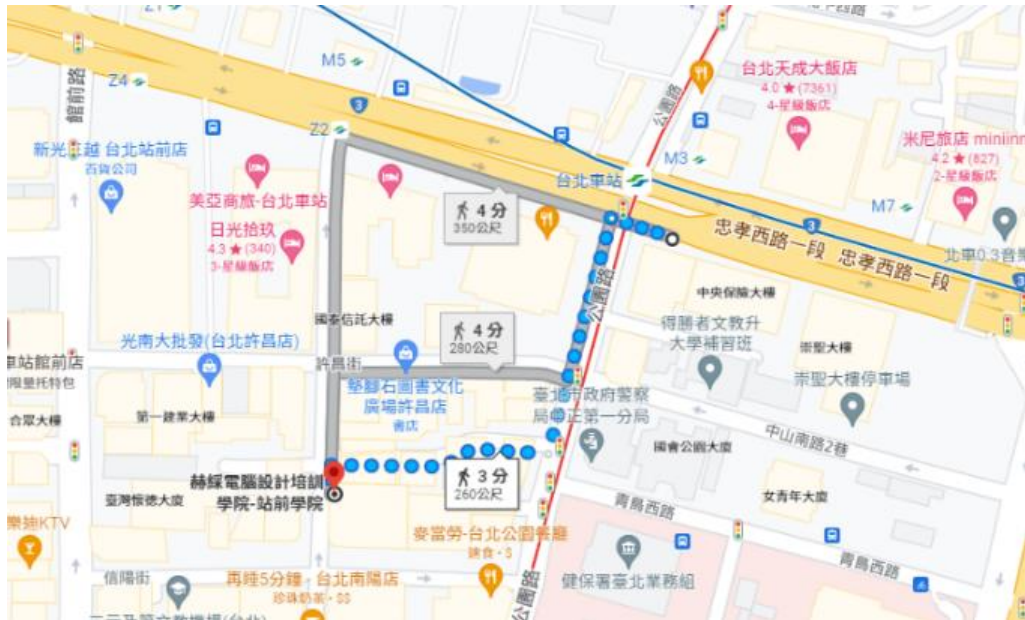 Z1
M5
Z4
3
館前路
Z2
公園路
台北天成大飯店
4.0 ★ (7361)
4-星級飯店
M3
米尼旅店 miniinn
4.2 ★ (827)
2-星級飯店
台北車站
M7
新光三越 台北站前店
百貨公司
美亞商旅-台北車站
日光拾玖
4.3 ★ (340)
3-星級飯店
4 分
350公尺
3
忠孝西路一段
忠孝西路一段
北車0.3音樂
3
中央保險大樓
公園路
國泰信託大樓
4 分
280公尺
得勝者文教升
大學補習班
崇聖大樓
光南大批發(台北許昌店)
車站館前店
許昌街
墊腳石圖書文化
廣場許昌店
書店
臺北市政府警察
局中正第一分局
崇聖大樓停車場
合眾大樓
第一建業大樓
國會公園大廈
中山南路2巷
赫綵電腦設計培訓
學院-站前學院
3 分
260公尺
臺灣懷德大廈
青島西路
女青年大廈
樂迪KTV
麥當勞-台北公園餐廳
速食・$
信陽街
再睡5分鐘 - 台北南陽店
珍珠奶茶・$$
健保署臺北業務組
青島西路
公園路